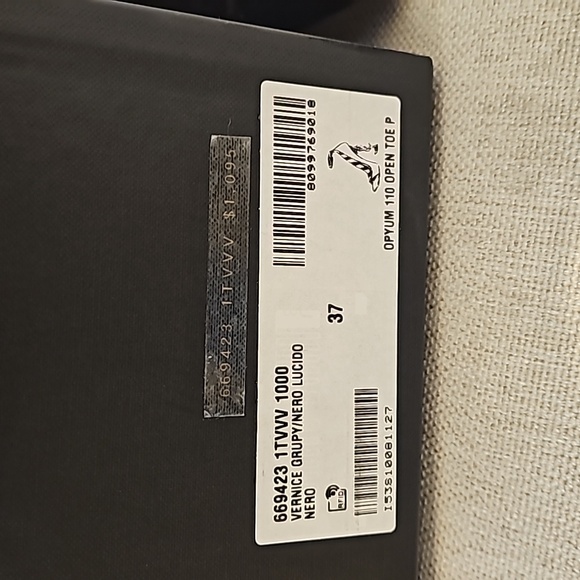 669423 1TVVV $1,095
669423 1TVVV 1000
VERNICE GRUPY/NERO LUCIDO
NERO
RFID
I53S10081127
37
8099769018
OPYUM 110 OPEN TOE P